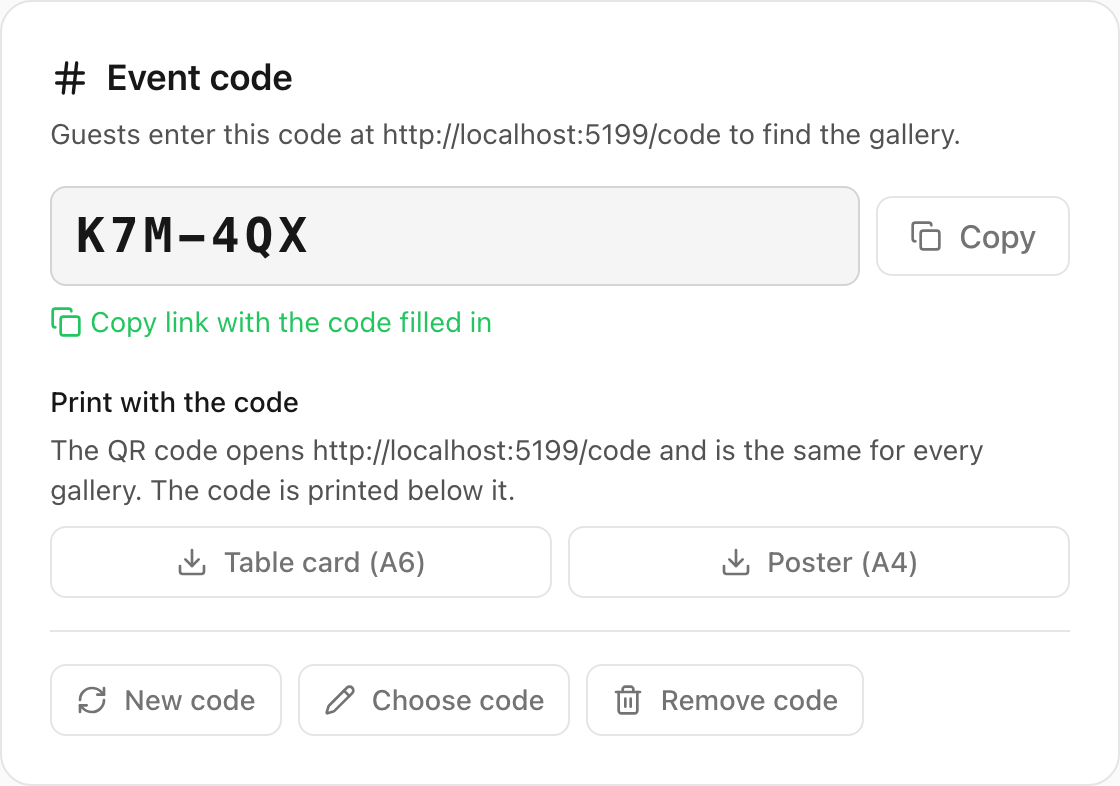 # Event code
Guests enter this code at http://localhost:5199/code to find the gallery.
K7M-4QX
Copy
Copy link with the code filled in
Print with the code
The QR code opens http://localhost:5199/code and is the same for every
gallery. The code is printed below it.
Table card (A6)
Poster (A4)
New code
Choose code
Remove code